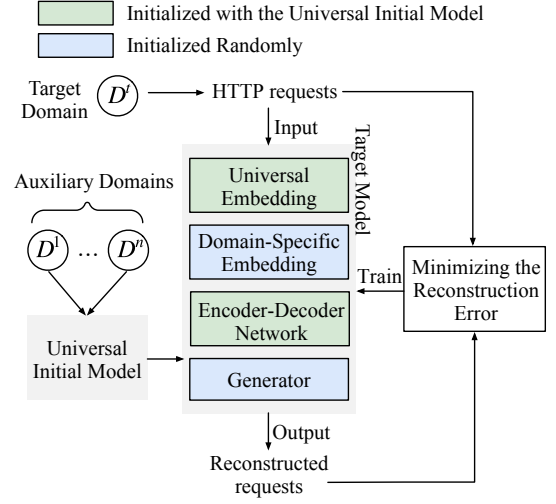 Initialized with the Universal Initial Model
Initialized Randomly
Target
Domain
D^t
HTTP requests
Input
Target Model
Universal
Embedding
Domain-Specific
Embedding
Encoder-Decoder
Network
Generator
Auxiliary Domains
D^1 ... D^n
Universal
Initial Model
Train
Minimizing the
Reconstruction
Error
Output
Reconstructed
requests